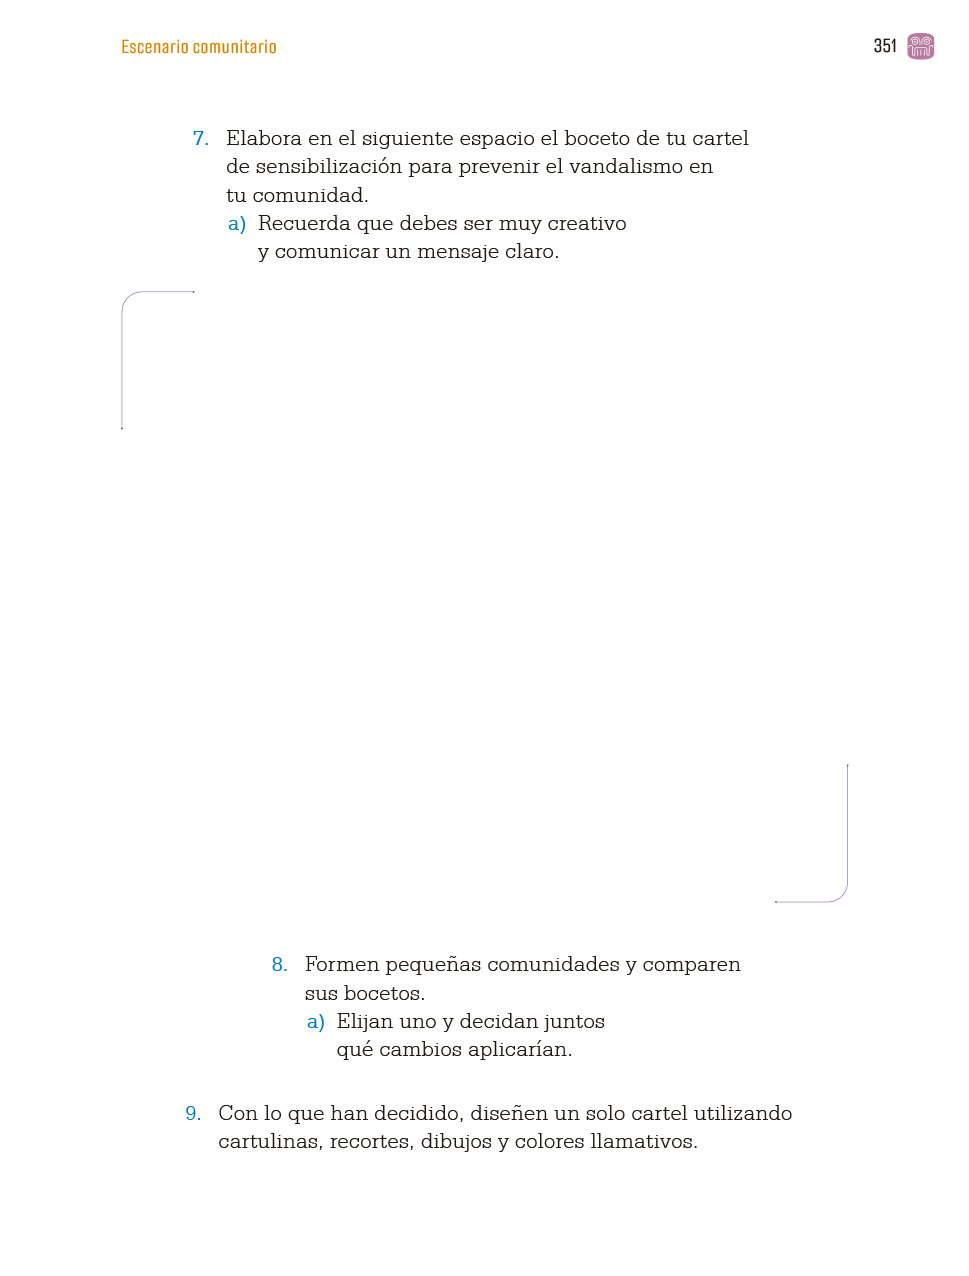 Escenario comunitario
351
7. Elabora en el siguiente espacio el boceto de tu cartel
de sensibilización para prevenir el vandalismo en
tu comunidad.
a) Recuerda que debes ser muy creativo
y comunicar un mensaje claro.
8. Formen pequeñas comunidades y comparen
sus bocetos.
a) Elijan uno y decidan juntos
qué cambios aplicarían.
9. Con lo que han decidido, diseñen un solo cartel utilizando
cartulinas, recortes, dibujos y colores llamativos.